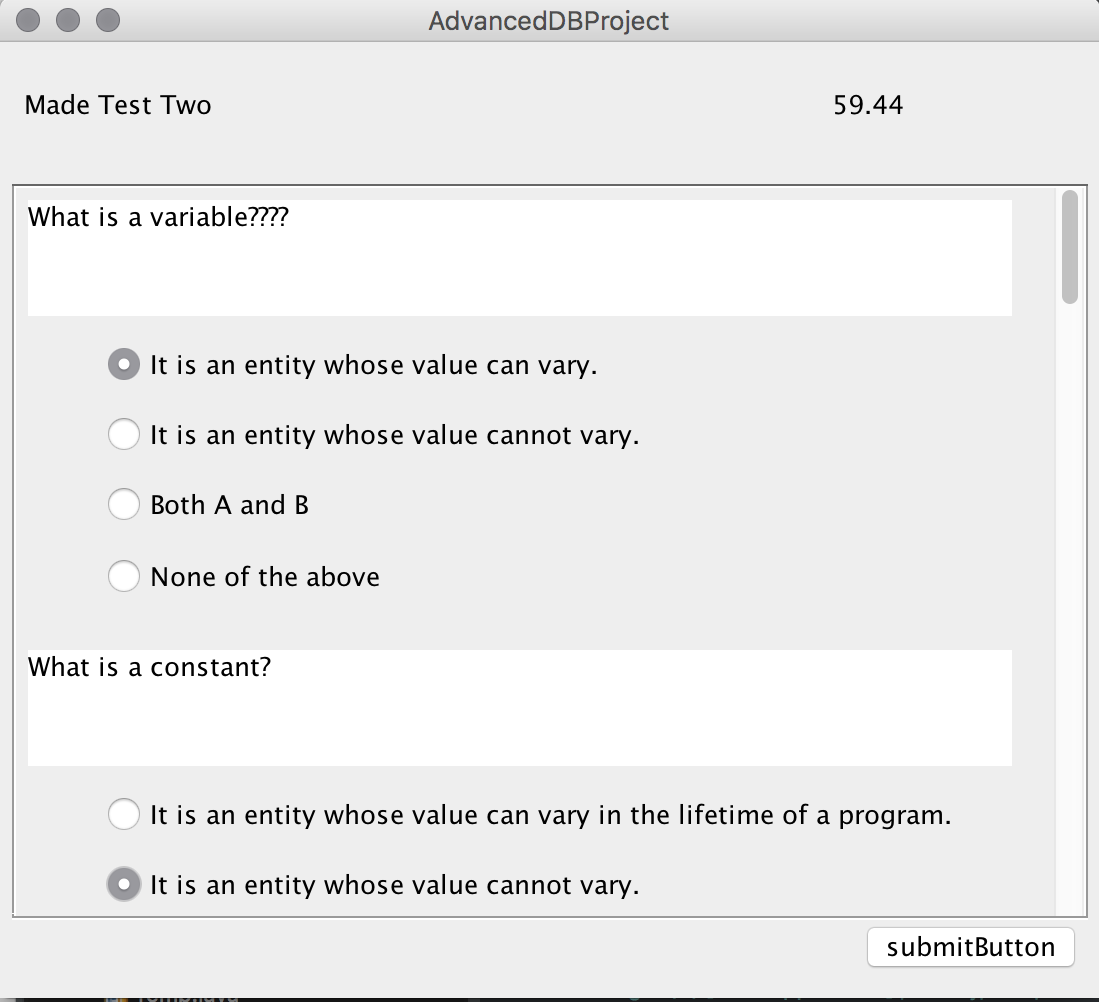 AdvancedDBProject
Made Test Two
59.44
What is a variable????
It is an entity whose value can vary.
It is an entity whose value cannot vary.
Both A and B
None of the above
What is a constant?
It is an entity whose value can vary in the lifetime of a program.
It is an entity whose value cannot vary.
submitButton